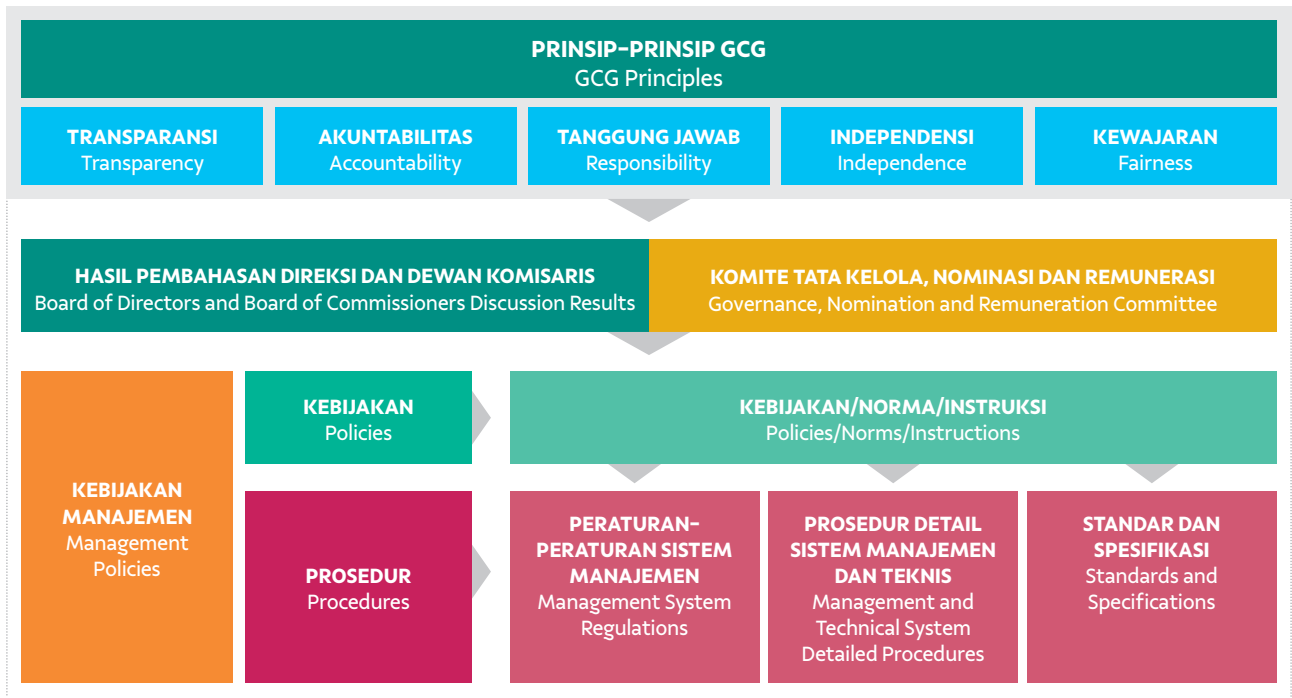 PRINSIP-PRINSIP GCG
GCG Principles
TRANSPARANSI
Transparency
AKUNTABILITAS
Accountability
TANGGUNG JAWAB
Responsibility
INDEPENDENSI
Independence
KEWAJARAN
Fairness
HASIL PEMBAHASAN DIREKSI DAN DEWAN KOMISARIS
Board of Directors and Board of Commissioners Discussion Results
KOMITE TATA KELOLA, NOMINASI DAN REMUNERASI
Governance, Nomination and Remuneration Committee
KEBIJAKAN
MANAJEMEN
Management
Policies
KEBIJAKAN
Policies
KEBIJAKAN/NORMA/INSTRUKSI
Policies/Norms/Instructions
PROSEDUR
Procedures
PERATURAN-
PERATURAN SISTEM
MANAJEMEN
Management System
Regulations
PROSEDUR DETAIL
SISTEM MANAJEMEN
DAN TEKNIS
Management and
Technical System
Detailed Procedures
STANDAR DAN
SPESIFIKASI
Standards and
Specifications